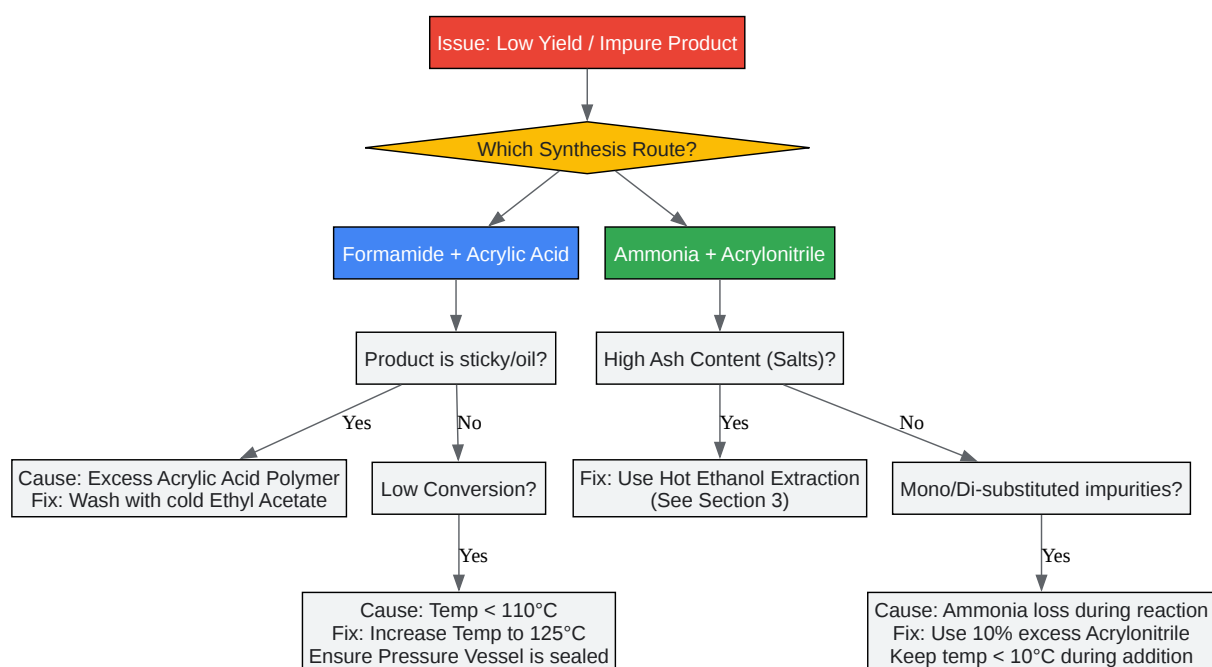 Issue: Low Yield / Impure Product
Which Synthesis Route?
Formamide + Acrylic Acid
Ammonia + Acrylonitrile
Product is sticky/oil?
High Ash Content (Salts)?
Yes
No
Yes
No
Cause: Excess Acrylic Acid Polymer
Fix: Wash with cold Ethyl Acetate
Low Conversion?
Fix: Use Hot Ethanol Extraction
(See Section 3)
Mono/Di-substituted impurities?
Yes
Yes
Cause: Temp < 110°C
Fix: Increase Temp to 125°C
Ensure Pressure Vessel is sealed
Cause: Ammonia loss during reaction
Fix: Use 10% excess Acrylonitrile
Keep temp < 10°C during addition